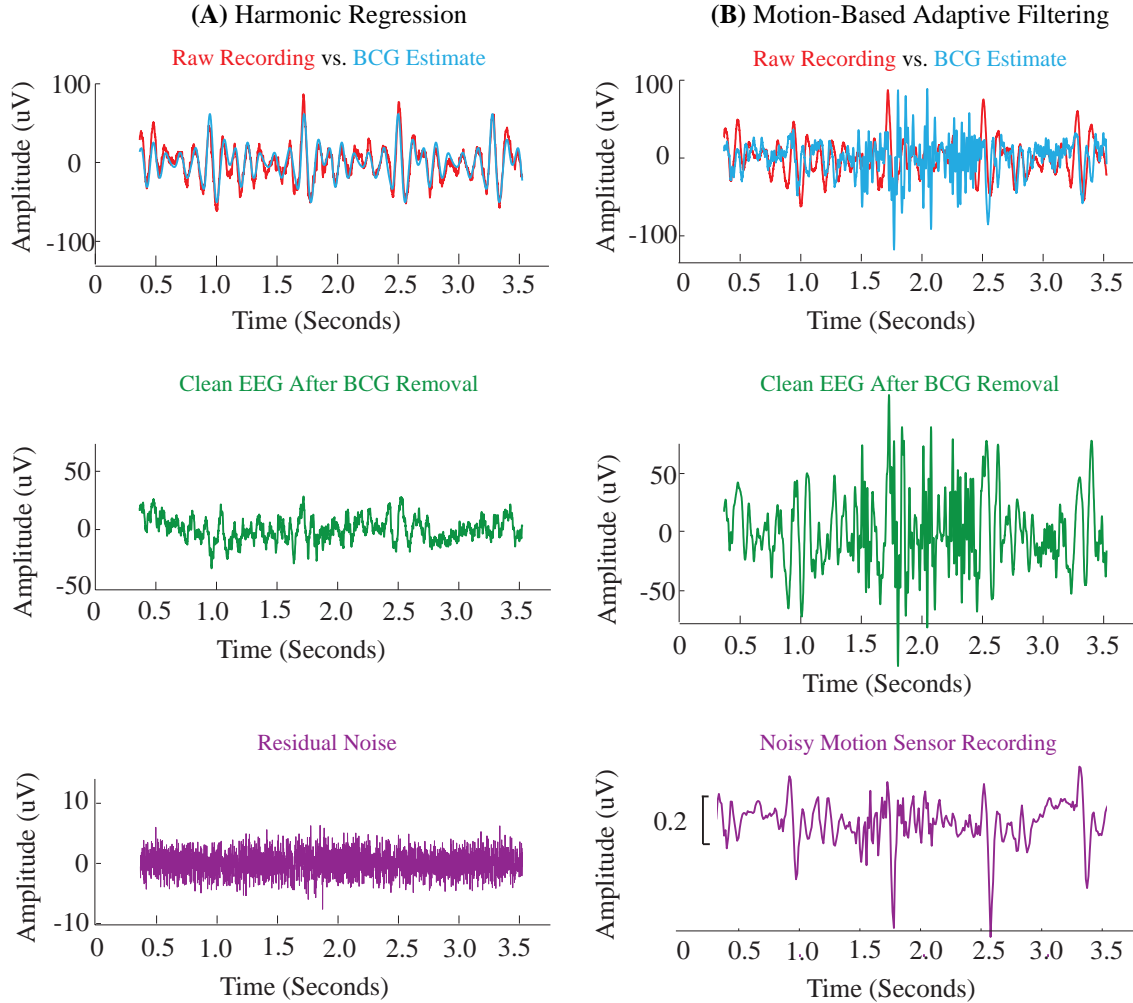 (A) Harmonic Regression
Raw Recording vs. BCG Estimate
100
0
-100
Amplitude (uV)
0 0.5 1.0 1.5 2.0 2.5 3.0 3.5
Time (Seconds)
Clean EEG After BCG Removal
50
0
-50
Amplitude (uV)
0 0.5 1.0 1.5 2.0 2.5 3.0 3.5
Time (Seconds)
Residual Noise
10
0
-10
Amplitude (uV)
0 0.5 1.0 1.5 2.0 2.5 3.0 3.5
Time (Seconds)
(B) Motion-Based Adaptive Filtering
Raw Recording vs. BCG Estimate
100
0
-100
Amplitude (uV)
0 0.5 1.0 1.5 2.0 2.5 3.0 3.5
Time (Seconds)
Clean EEG After BCG Removal
50
0
-50
Amplitude (uV)
0 0.5 1.0 1.5 2.0 2.5 3.0 3.5
Time (Seconds)
Noisy Motion Sensor Recording
0.2
Amplitude (uV)
0 0.5 1.0 1.5 2.0 2.5 3.0 3.5
Time (Seconds)